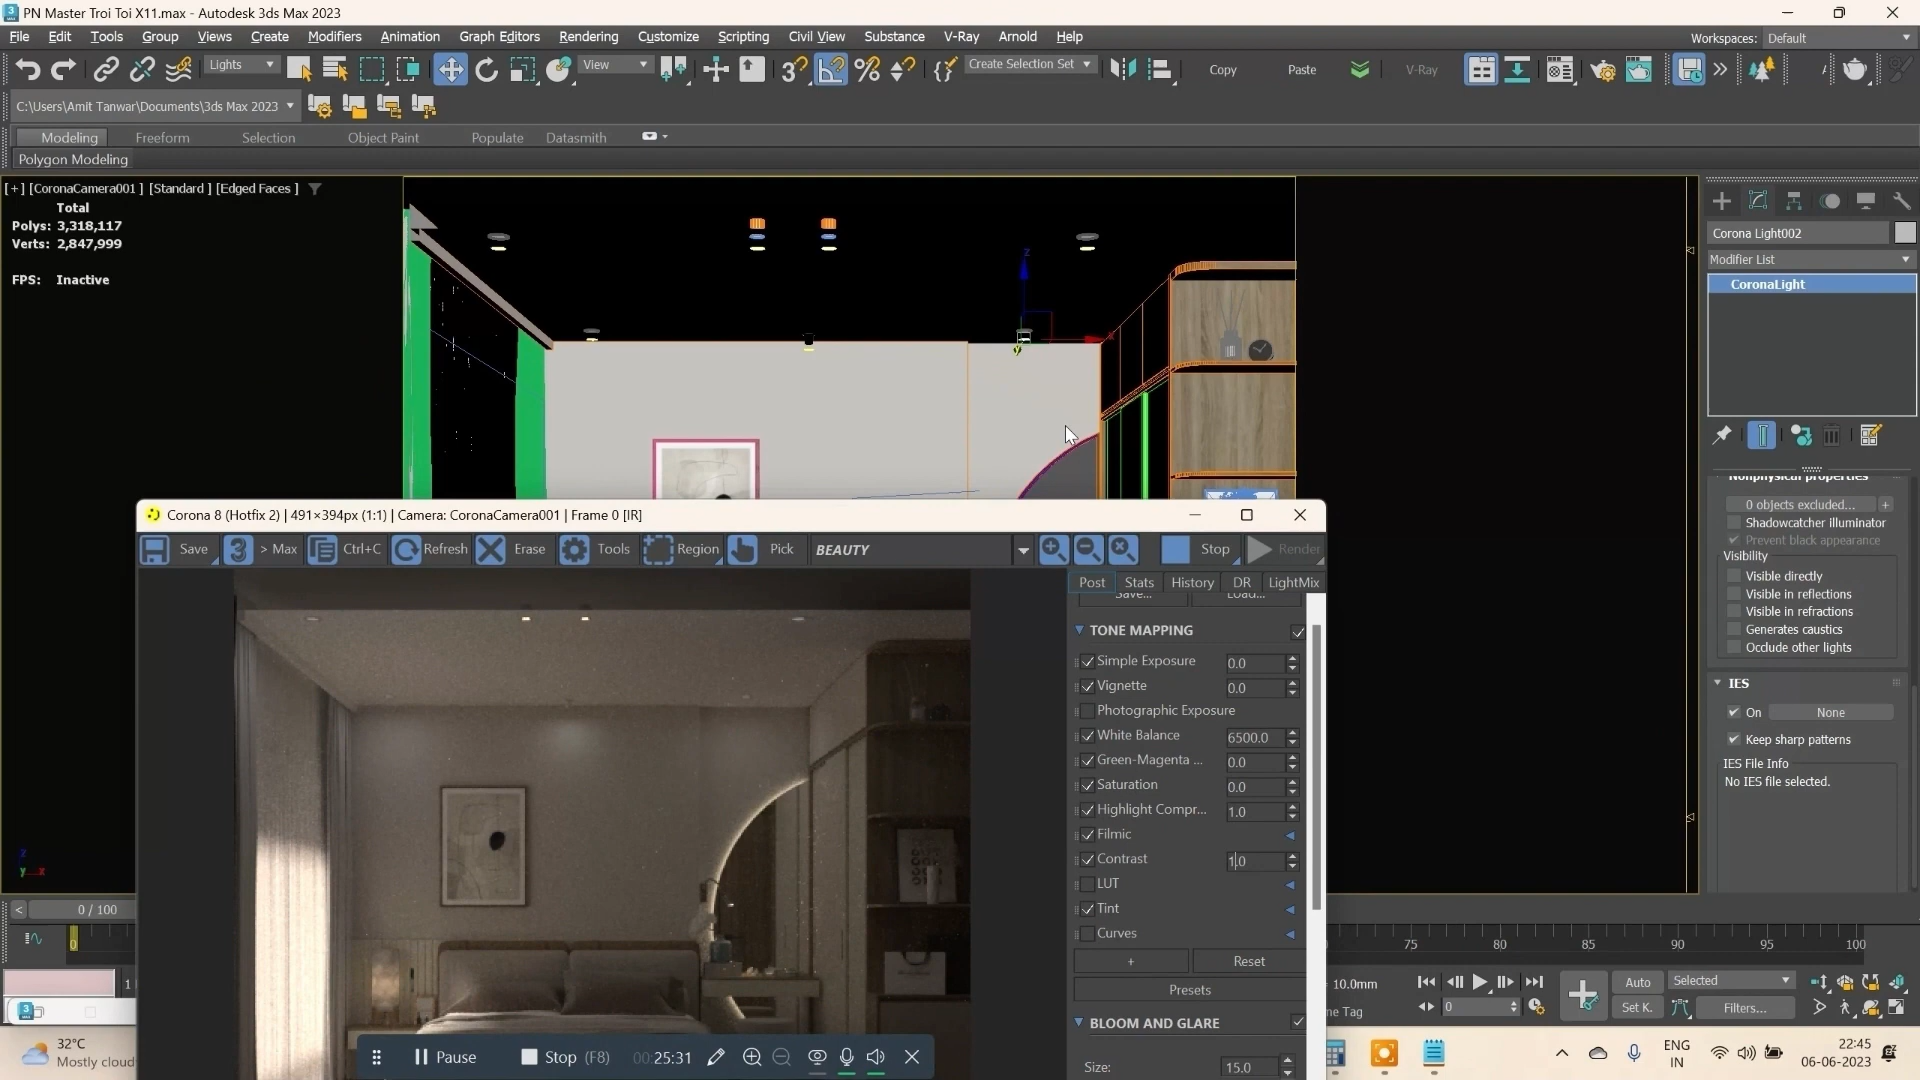 PN Master Troi Toi X11.max - Autodesk 3ds Max 2023
File Edit Tools Group Views Create Modifiers Animation Graph Editors Rendering Customize Scripting Civil View Substance V-Ray Arnold Help
Workspaces: Default
Lights View Create Selection Set Copy Paste V-Ray
C:\Users\Amit Tanwar\Documents\3ds Max 2023
Modeling Freeform Selection Object Paint Populate Datasmith
Polygon Modeling
[+] [CoronaCamera001 ] [Standard ] [Edged Faces ]
Total
Polys: 3,318,117
Verts: 2,847,999
FPS: Inactive
Corona Light002
Modifier List
CoronaLight
Nonphysical properties
0 objects excluded... +
Shadowcatcher illuminator
Prevent black appearance
Visibility
Visible directly
Visible in reflections
Visible in refractions
Generates caustics
Occlude other lights
IES
On None
Keep sharp patterns
IES File Info
No IES file selected.
Corona 8 (Hotfix 2) | 491×394px (1:1) | Camera: CoronaCamera001 | Frame 0 [IR]
Save > Max Ctrl+C Refresh Erase Tools Region Pick BEAUTY Stop Render
Post Stats History DR LightMix
Save... Load...
TONE MAPPING
Simple Exposure 0.0
Vignette 0.0
Photographic Exposure
White Balance 6500.0
Green-Magenta ... 0.0
Saturation 0.0
Highlight Compr... 1.0
Filmic
Contrast 1.0
LUT
Tint
Curves
+ Reset
Presets
BLOOM AND GLARE
Size: 15.0
< 0 / 100
0 75 80 85 90 95 100
1
= 10.0mm
Auto Selected
0 Set K. Filters...
32°C
Mostly cloud
Pause Stop (F8) 00:25:31
ENG
IN
22:45
06-06-2023